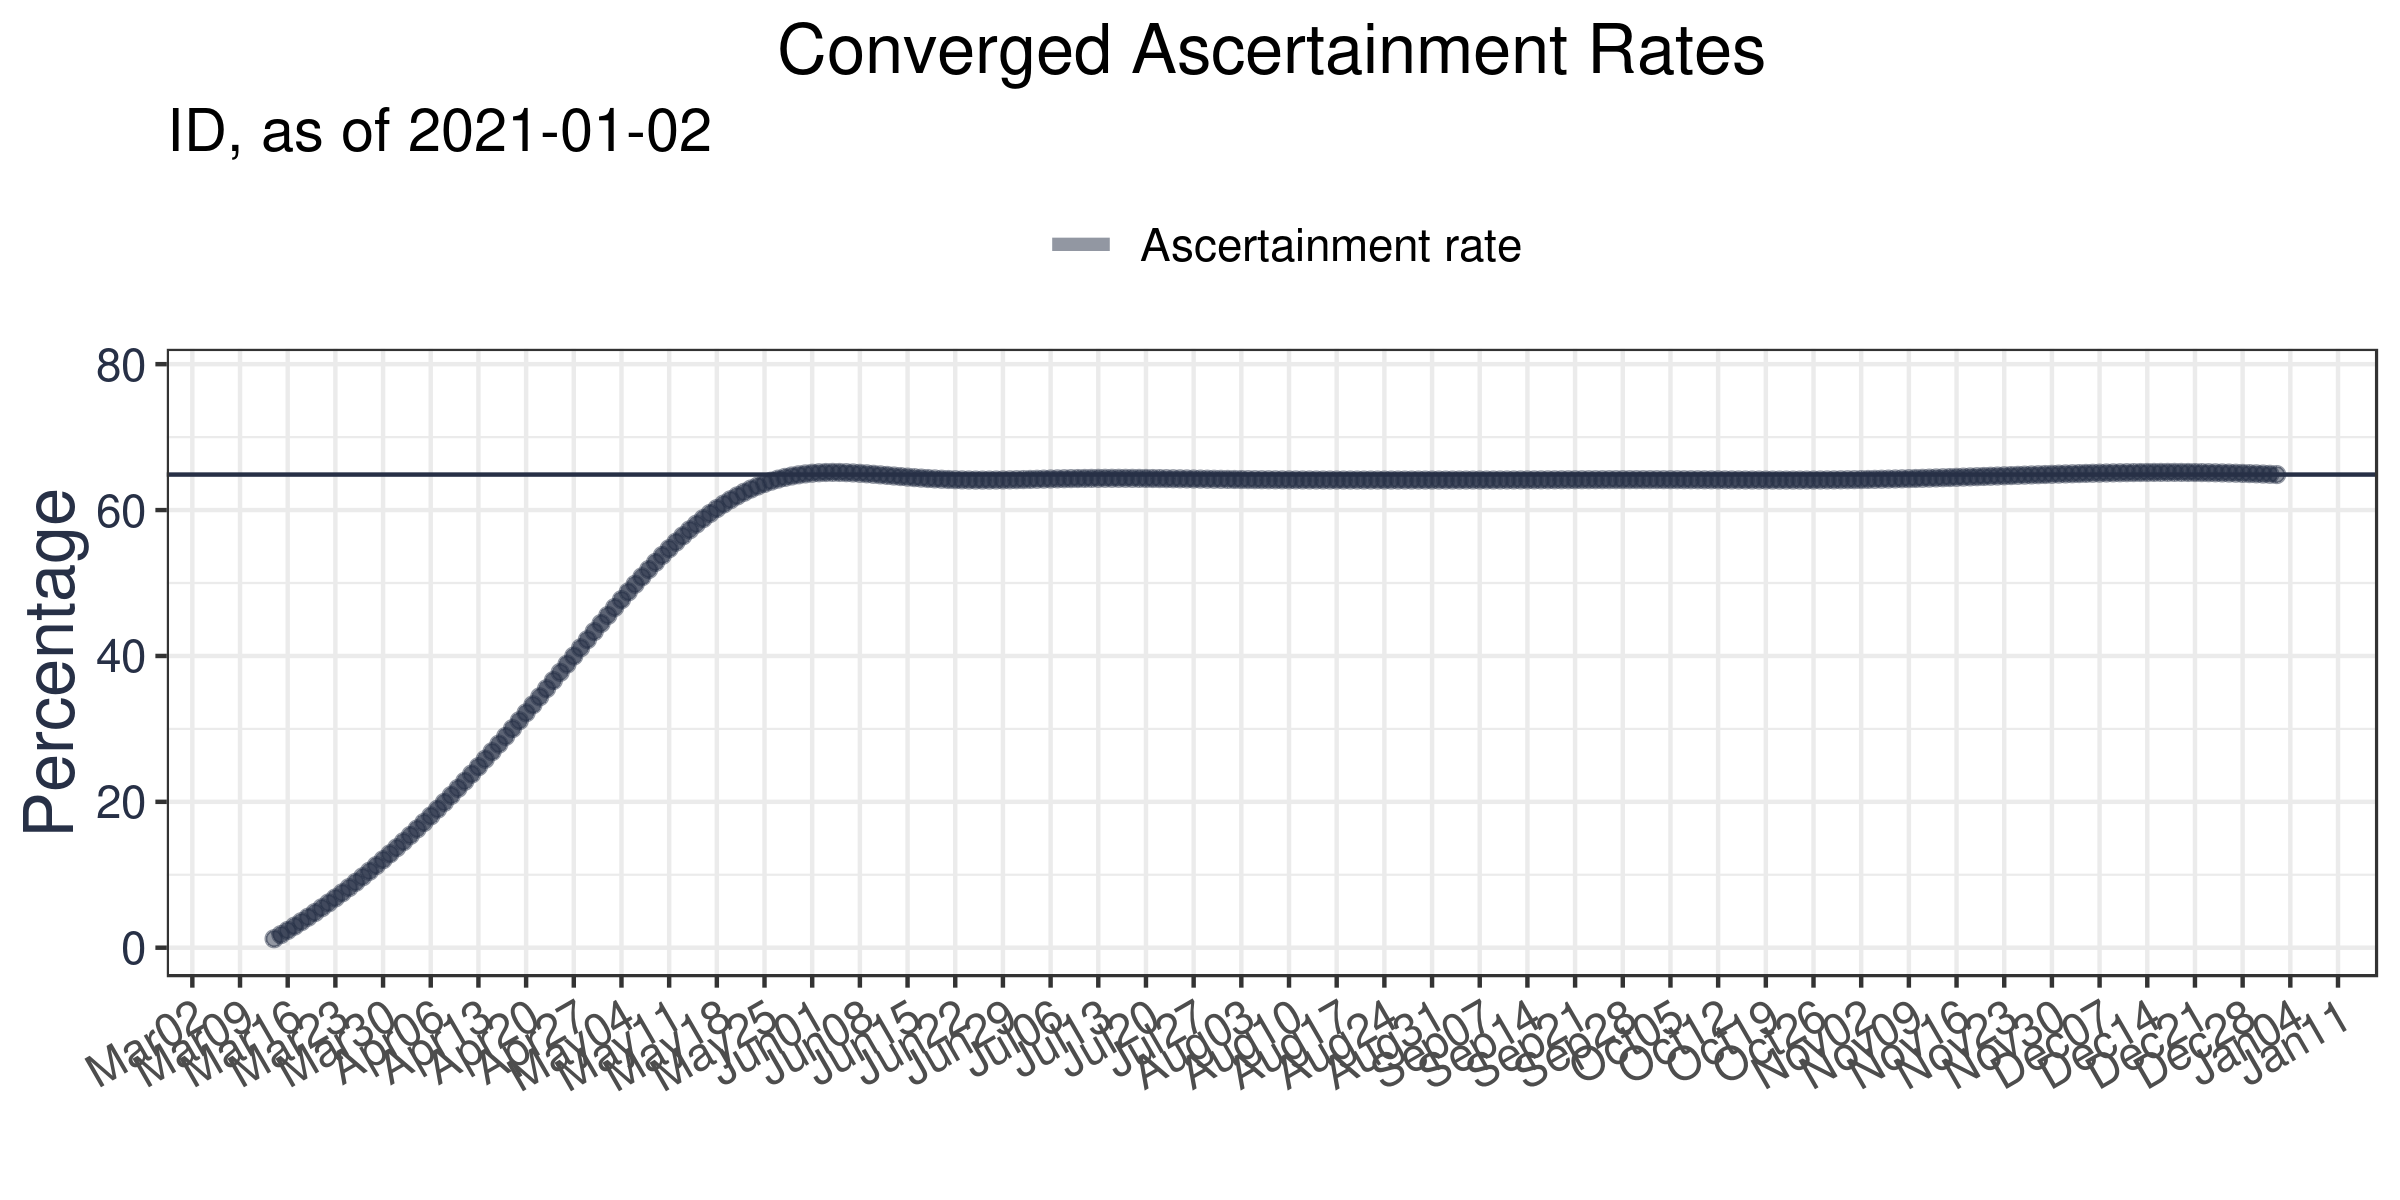 Converged Ascertainment Rates
ID, as of 2021-01-02
Ascertainment rate
Percentage
80
60
40
20
0
Mar02
Mar09
Mar16
Mar23
Mar30
Apr06
Apr13
Apr20
Apr27
May04
May11
May18
May25
Jun01
Jun08
Jun15
Jun22
Jun29
Jul06
Jul13
Jul20
Jul27
Aug03
Aug10
Aug17
Aug24
Aug31
Sep07
Sep14
Sep21
Sep28
Oct05
Oct12
Oct19
Oct26
Nov02
Nov09
Nov16
Nov23
Nov30
Dec07
Dec14
Dec21
Dec28
Jan04
Jan11